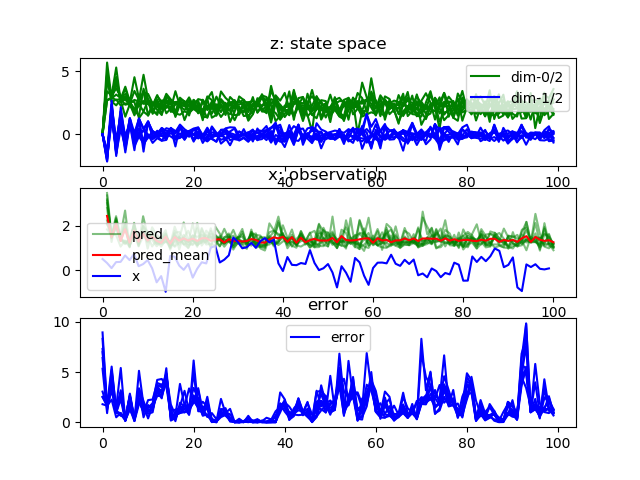 z: state space
5
0
dim-0/2
dim-1/2
0 20 40 60 80 100
x: observation
2
0
pred
pred_mean
x
0 20 40 60 80 100
error
10
5
0
error
0 20 40 60 80 100